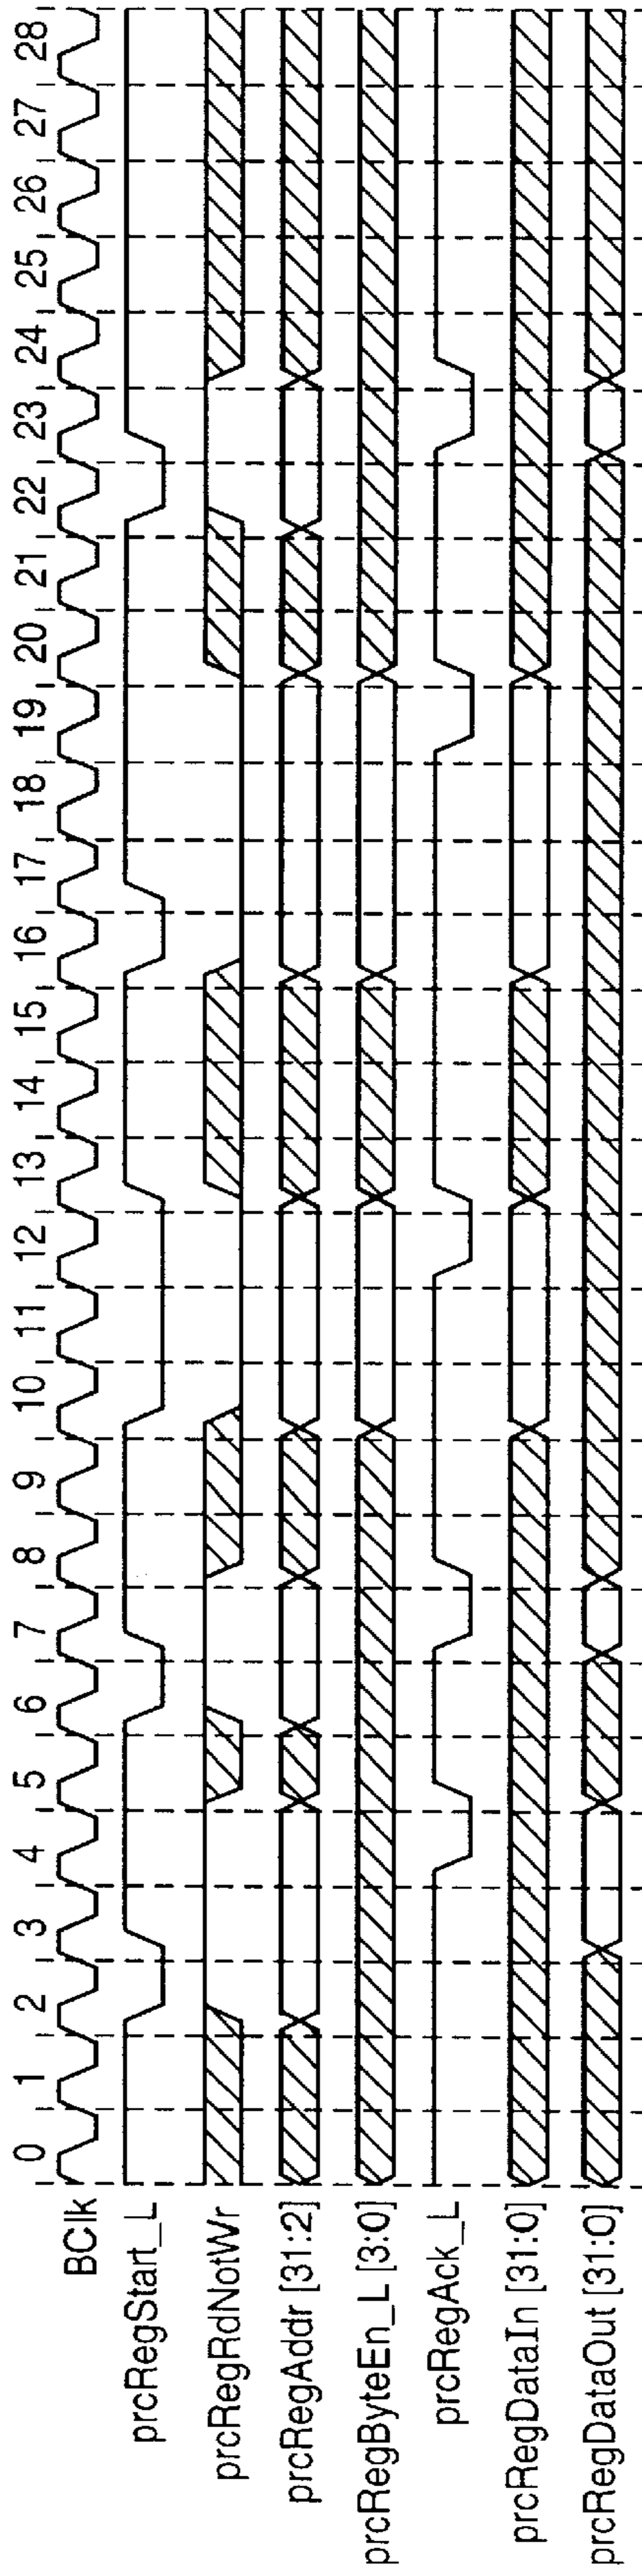 0 1 2 3 4 5 6 7 8 9 10 11 12 13 14 15 16 17 18 19 20 21 22 23 24 25 26 27 28
BClk
prcRegStart_L
prcRegRdNotWr
prcRegAddr [31:2]
prcRegByteEn_L [3:0]
prcRegAck_L
prcRegDataIn [31:0]
prcRegDataOut [31:0]